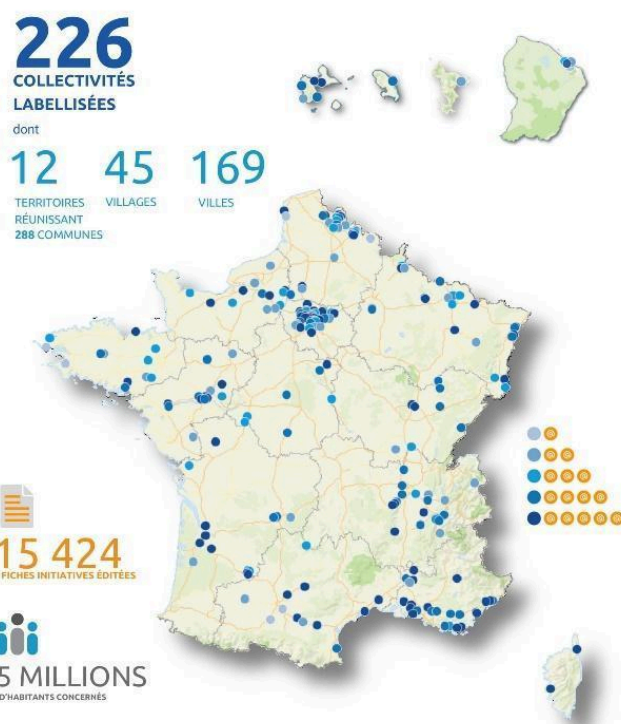 226
COLLECTIVITÉS
LABELLISÉES
dont
12
TERRITOIRES
RÉUNISSANT
288 COMMUNES
45
VILLAGES
169
VILLES
@
@ @
@ @ @
@ @ @ @
@ @ @ @ @
15 424
FICHES INITIATIVES ÉDITÉES
5 MILLIONS
D'HABITANTS CONCERNÉS